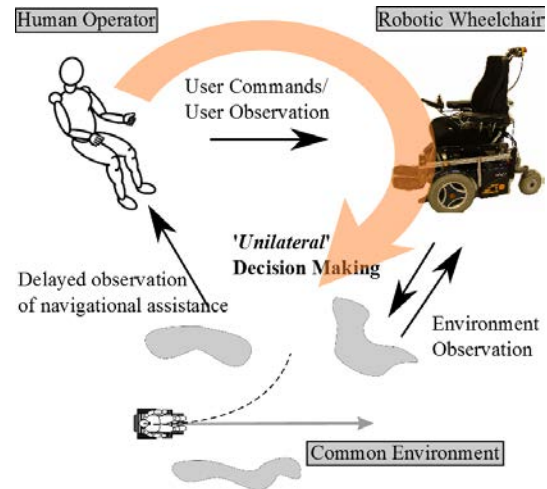 Human Operator
Robotic Wheelchair
User Commands/
User Observation
'Unilateral'
Decision Making
Delayed observation
of navigational assistance
Environment
Observation
Common Environment